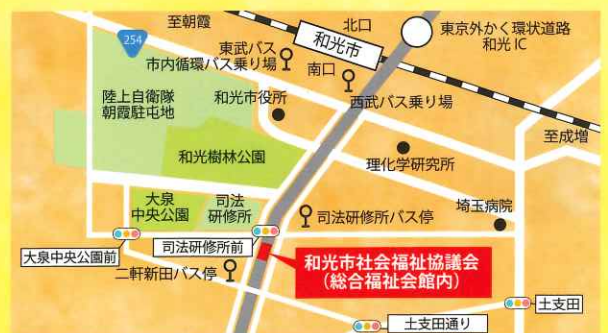 至朝霞
北口
東京外かく環状道路
和光IC
254
東武バス
市内循環バス乗り場
和光市
南口
西武バス乗り場
陸上自衛隊
朝霞駐屯地
和光市役所
至成増
和光樹林公園
理化学研究所
大泉
中央公園
司法
研修所
司法研修所バス停
埼玉病院
大泉中央公園前
司法研修所前
二軒新田バス停
和光市社会福祉協議会
(総合福祉会館内)
土支田
土支田通り